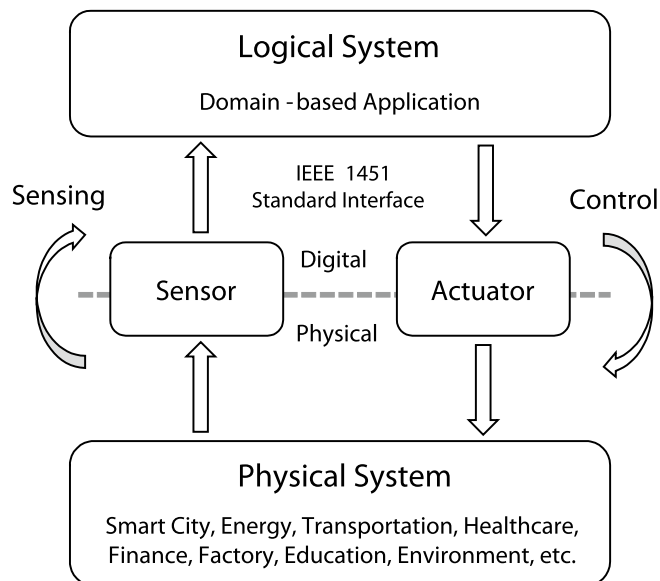 Logical System
Domain -based Application
IEEE 1451
Standard Interface
Sensing
Control
Digital
Sensor
Actuator
Physical
Physical System
Smart City, Energy, Transportation, Healthcare,
Finance, Factory, Education, Environment, etc.